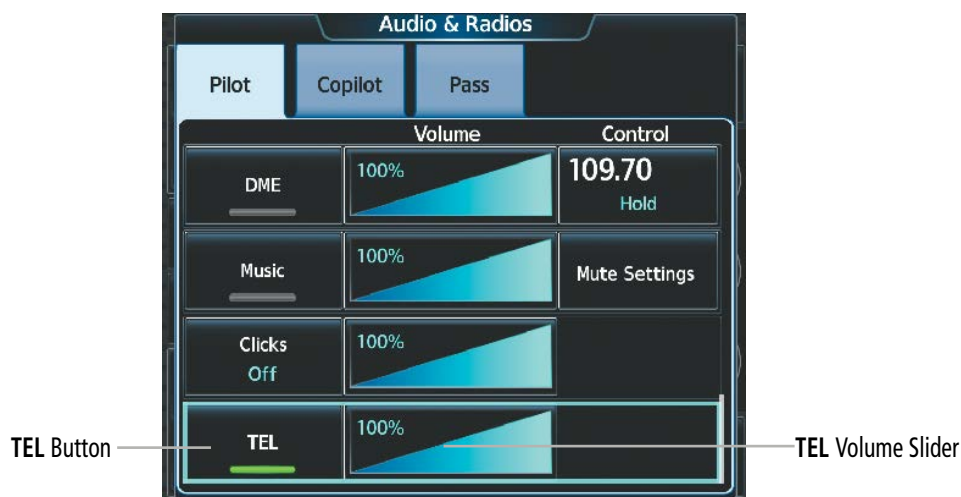 Audio & Radios
Pilot Copilot Pass
Volume Control
DME 100% 109.70
Hold
Music 100% Mute Settings
Clicks 100%
Off
TEL Button TEL 100% TEL Volume Slider